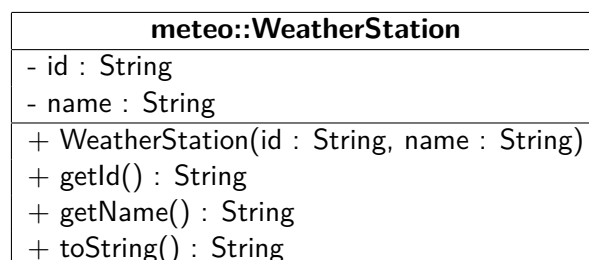 meteo::WeatherStation
- id : String
- name : String
+ WeatherStation(id : String, name : String)
+ getId() : String
+ getName() : String
+ toString() : String